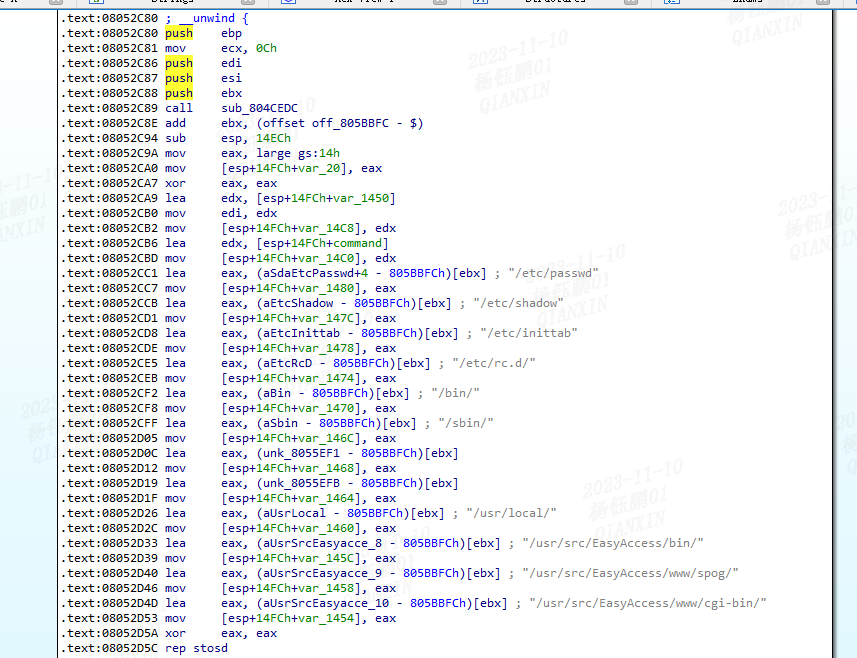 .text:08052C80 ; __unwind {
.text:08052C80 push ebp
.text:08052C81 mov ecx, 0Ch
.text:08052C86 push edi
.text:08052C87 push esi
.text:08052C88 push ebx
.text:08052C89 call sub_804CEDC
.text:08052C8E add ebx, (offset off_805BBFC - $)
.text:08052C94 sub esp, 14ECh
.text:08052C9A mov eax, large gs:14h
.text:08052CA0 mov [esp+14FCh+var_20], eax
.text:08052CA7 xor eax, eax
.text:08052CA9 lea edx, [esp+14FCh+var_1450]
.text:08052CB0 mov edi, edx
.text:08052CB2 mov [esp+14FCh+var_14C8], edx
.text:08052CB6 lea edx, [esp+14FCh+command]
.text:08052CBD mov [esp+14FCh+var_14C0], edx
.text:08052CC1 lea eax, (aSdaEtcPasswd+4 - 805BBFCh)[ebx] ; "/etc/passwd"
.text:08052CC7 mov [esp+14FCh+var_1480], eax
.text:08052CCB lea eax, (aEtcShadow - 805BBFCh)[ebx] ; "/etc/shadow"
.text:08052CD1 mov [esp+14FCh+var_147C], eax
.text:08052CD8 lea eax, (aEtcInittab - 805BBFCh)[ebx] ; "/etc/inittab"
.text:08052CDE mov [esp+14FCh+var_1478], eax
.text:08052CE5 lea eax, (aEtcRcD - 805BBFCh)[ebx] ; "/etc/rc.d/"
.text:08052CEB mov [esp+14FCh+var_1474], eax
.text:08052CF2 lea eax, (aBin - 805BBFCh)[ebx] ; "/bin/"
.text:08052CF8 mov [esp+14FCh+var_1470], eax
.text:08052CFF lea eax, (aSbin - 805BBFCh)[ebx] ; "/sbin/"
.text:08052D05 mov [esp+14FCh+var_146C], eax
.text:08052D0C lea eax, (unk_8055EF1 - 805BBFCh)[ebx]
.text:08052D12 mov [esp+14FCh+var_1468], eax
.text:08052D19 lea eax, (unk_8055EFB - 805BBFCh)[ebx]
.text:08052D1F mov [esp+14FCh+var_1464], eax
.text:08052D26 lea eax, (aUsrLocal - 805BBFCh)[ebx] ; "/usr/local/"
.text:08052D2C mov [esp+14FCh+var_1460], eax
.text:08052D33 lea eax, (aUsrSrcEasyacce_8 - 805BBFCh)[ebx] ; "/usr/src/EasyAccess/bin/"
.text:08052D39 mov [esp+14FCh+var_145C], eax
.text:08052D40 lea eax, (aUsrSrcEasyacce_9 - 805BBFCh)[ebx] ; "/usr/src/EasyAccess/www/spog/"
.text:08052D46 mov [esp+14FCh+var_1458], eax
.text:08052D4D lea eax, (aUsrSrcEasyacce_10 - 805BBFCh)[ebx] ; "/usr/src/EasyAccess/www/cgi-bin/"
.text:08052D53 mov [esp+14FCh+var_1454], eax
.text:08052D5A xor eax, eax
.text:08052D5C rep stosd
2023-11-10
杨钰鹏01
QIANXIN